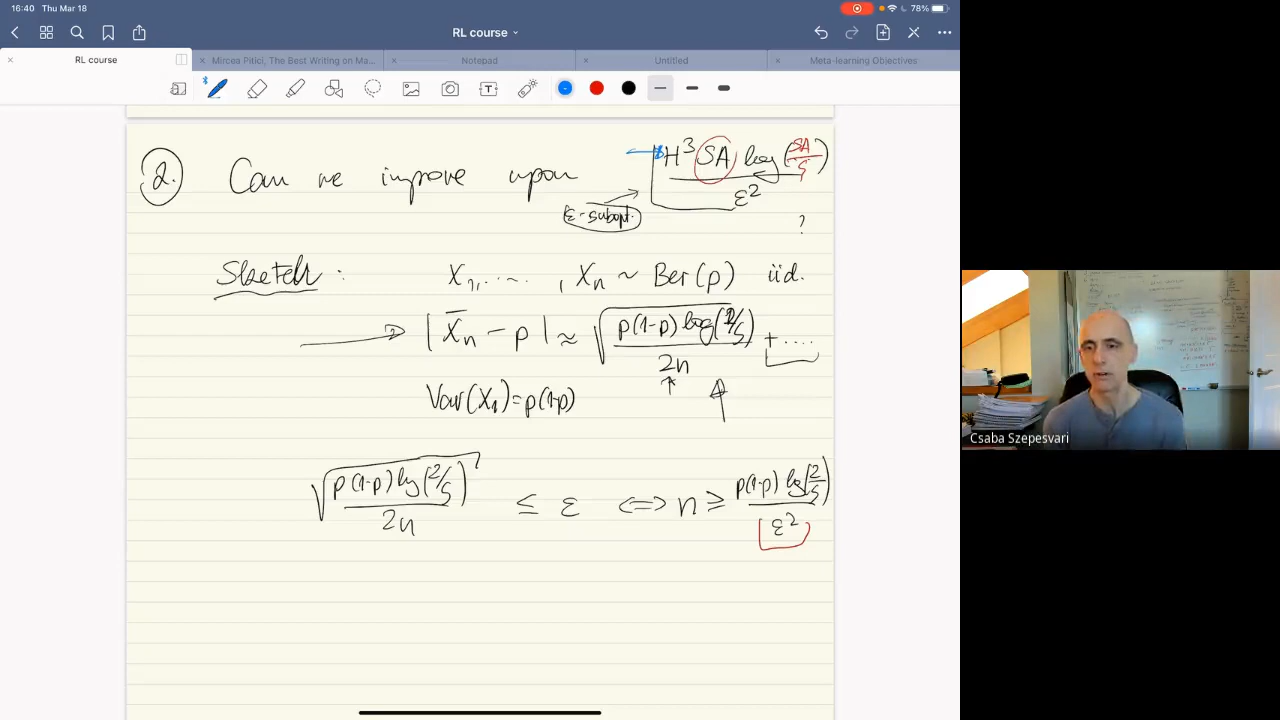 16:40 Thu Mar 18
78%
RL course
RL course
Mircea Pitici, The Best Writing on Ma...
Notepad
Untitled
Meta-learning Objectives
2. Can we improve upon H³SA log(SA/δ) / ε²
ε-subopt.
?
Sketch: X₁, ..., Xₙ ~ Ber(p) iid.
|X̄ₙ - p| ≈ √(p(1-p) log(2/δ) / 2n) + ....
Var(X₁) = p(1-p)
√(p(1-p) log(2/δ) / 2n) ≤ ε ⇔ n ≥ p(1-p) log(2/δ) / ε²
Csaba Szepesvari